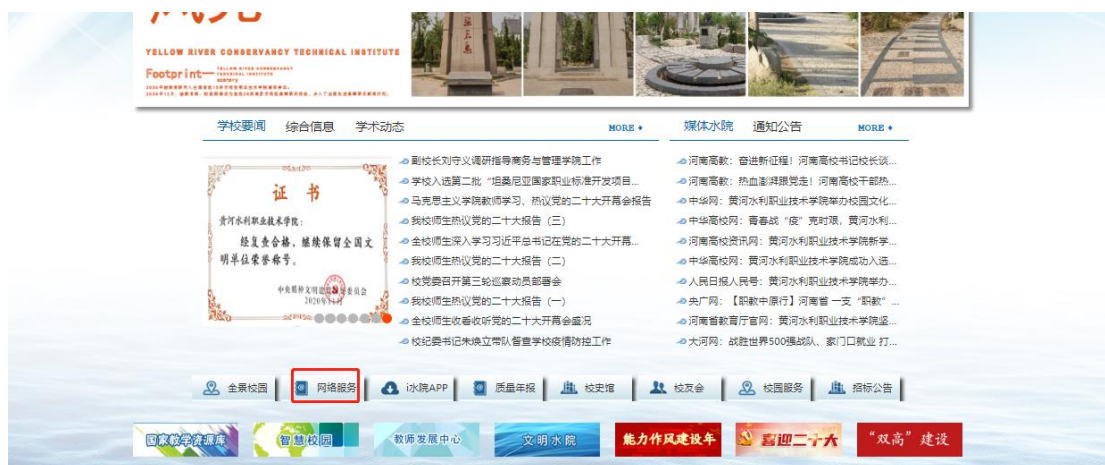 YELLOW RIVER CONSERVANCY TECHNICAL INSTITUTE
Footprint
学校要闻 综合信息 学术动态 MORE +
媒体水院 通知公告 MORE +
证 书
黄河水利职业技术学院:
经复查合格,继续保留全国文
明单位荣誉称号。
中央精神文明建设指导委员会
2020年11月
副校长刘守义调研指导商务与管理学院工作
学校入选第二批“坦桑尼亚国家职业标准开发项目...
马克思主义学院教师学习、热议党的二十大开幕会报告
我校师生热议党的二十大报告(三)
全校师生深入学习习近平总书记在党的二十大开幕...
我校师生热议党的二十大报告(二)
校党委召开第三轮巡察动员部署会
我校师生热议党的二十大报告(一)
全校师生收看收听党的二十大开幕会盛况
校纪委书记朱焕立带队督查学校疫情防控工作
河南高教:奋进新征程!河南高校书记校长谈...
河南高教:热血澎湃跟党走!河南高校干部热...
中华网:黄河水利职业技术学院举办校园文化...
中华高校网:青春战“疫”克时艰,黄河水利...
河南高校资讯网:黄河水利职业技术学院新学...
中华高校网:黄河水利职业技术学院成功入选...
人民日报人民号:黄河水利职业技术学院举办...
央广网:【职教中原行】河南省一支“职教”...
河南省教育厅官网:黄河水利职业技术学院坚...
大河网:战胜世界500强战队、家门口就业 打...
全景校园 网络服务 i水院APP 质量年报 校史馆 校友会 校园服务 招标公告
国家教学资源库 智慧校园 教师发展中心 文明水院 能力作风建设年 喜迎二十大 “双高”建设